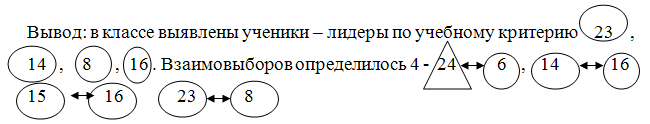 Вывод: в классе выявлены ученики – лидеры по учебному критерию 23 ,
14 , 8 , 16 . Взаимовыборов определилось 4 - 24 ↔ 6 , 14 ↔ 16
15 ↔ 16 23 ↔ 8